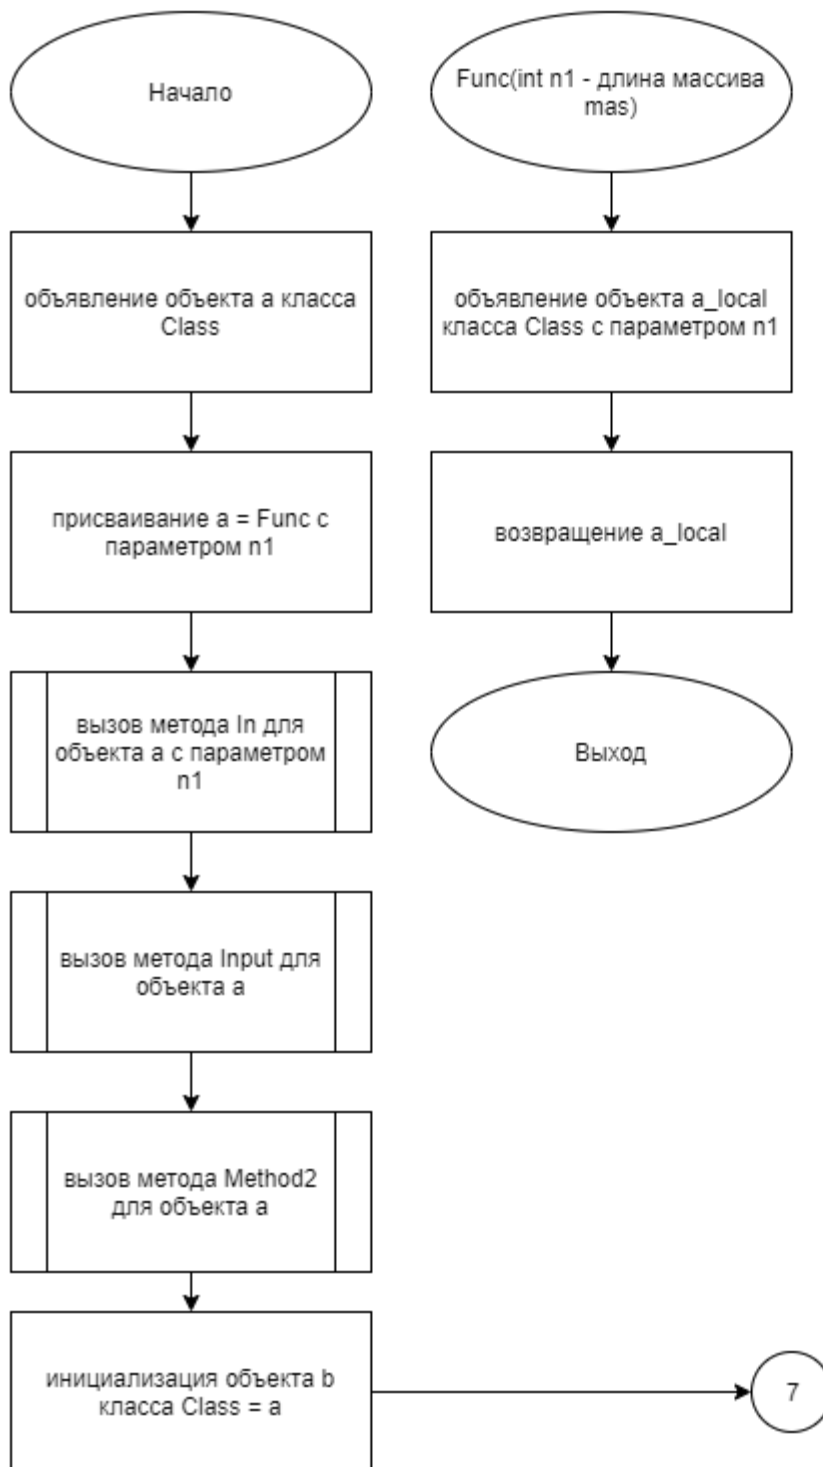 Начало
объявление объекта a класса
Class
присваивание a = Func с
параметром n1
вызов метода In для
объекта a с параметром
n1
вызов метода Input для
объекта a
вызов метода Method2
для объекта a
инициализация объекта b
класса Class = a
7
Func(int n1 - длина массива
mas)
объявление объекта a_local
класса Class с параметром n1
возвращение a_local
Выход